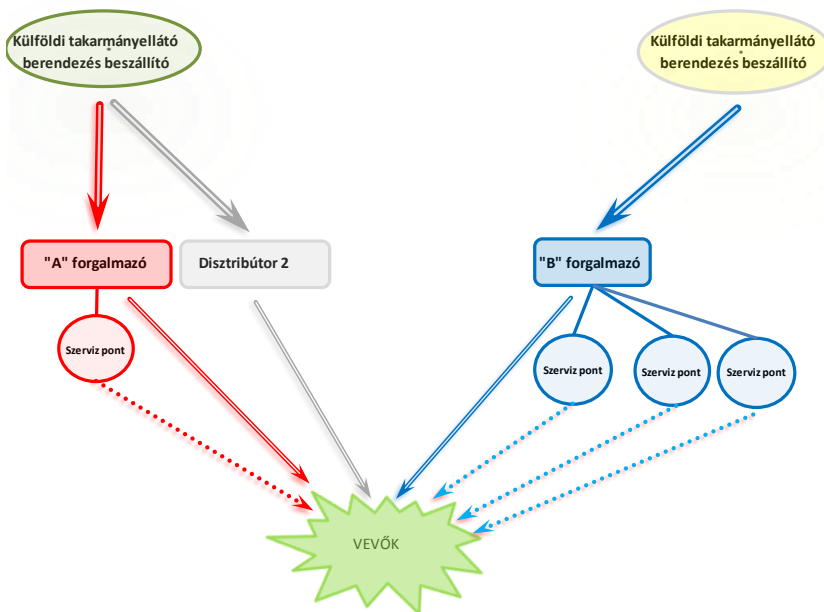 Külföldi takarmányellátó
berendezés beszállító
Külföldi takarmányellátó
berendezés beszállító
"A" forgalmazó
Disztribútor 2
"B" forgalmazó
Szerviz pont
Szerviz pont
Szerviz pont
Szerviz pont
VEVŐK